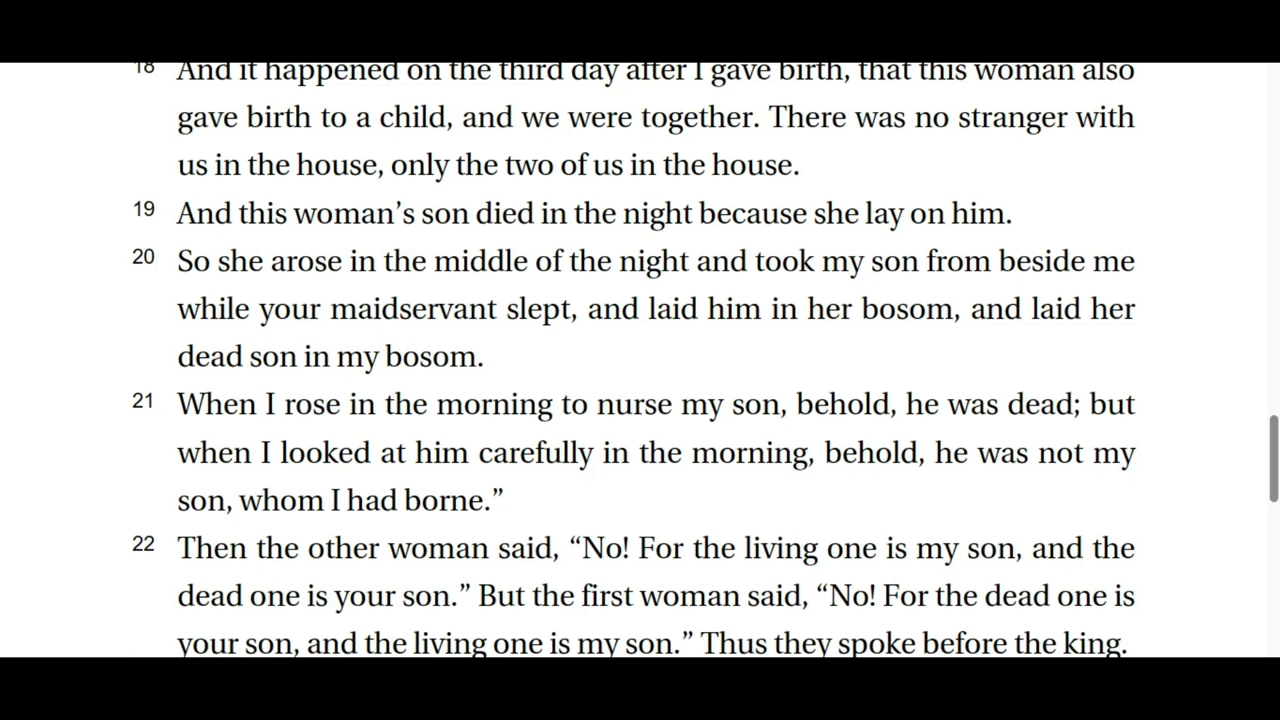 18 And it happened on the third day after I gave birth, that this woman also
gave birth to a child, and we were together. There was no stranger with
us in the house, only the two of us in the house.
19 And this woman’s son died in the night because she lay on him.
20 So she arose in the middle of the night and took my son from beside me
while your maidservant slept, and laid him in her bosom, and laid her
dead son in my bosom.
21 When I rose in the morning to nurse my son, behold, he was dead; but
when I looked at him carefully in the morning, behold, he was not my
son, whom I had borne.”
22 Then the other woman said, “No! For the living one is my son, and the
dead one is your son.” But the first woman said, “No! For the dead one is
your son, and the living one is my son.” Thus they spoke before the king.